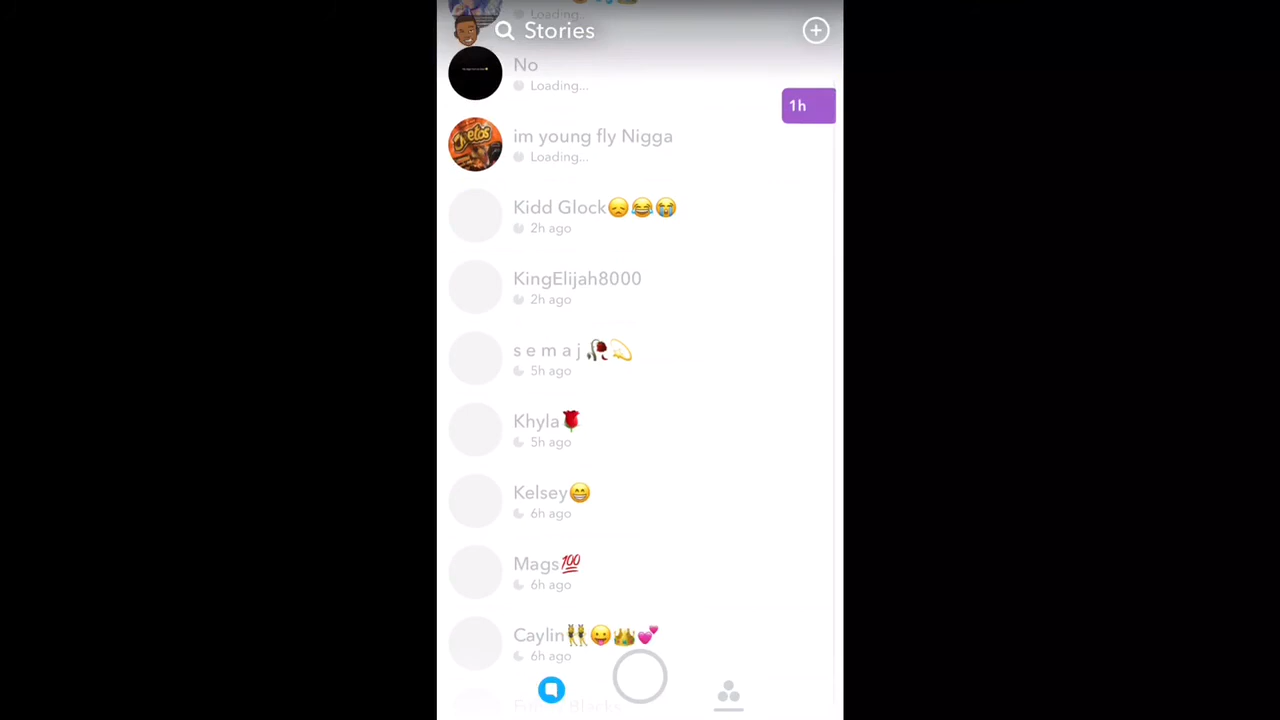 Loading..
Stories
No
Loading...
1h
im young fly Nigga
Loading...
Kidd Glock😞😂😭
2h ago
KingElijah8000
2h ago
s e m a j 🥀💫
5h ago
Khyla🌹
5h ago
Kelsey😁
6h ago
Mags💯
6h ago
Caylin👯😛👑💕
6h ago